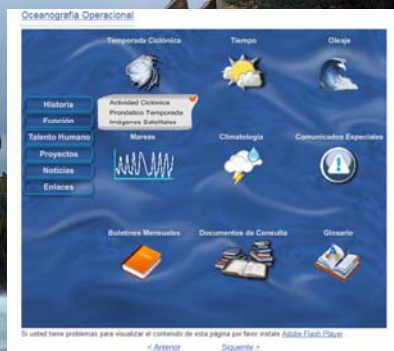 Oceanografía Operacional
Temporada Ciclónica
Tiempo
Oleaje
Historia
Función
Talento Humano
Proyectos
Noticias
Enlaces
Actividad Ciclónica
Pronóstico Temporada
Imágenes Satelitales
Mareas
Climatología
Comunicados Especiales
Boletines Mensuales
Documentos de Consulta
Glosario
Si usted tiene problemas para visualizar el contenido de esta página por favor instale Adobe Flash Player
< Anterior
Siguiente >